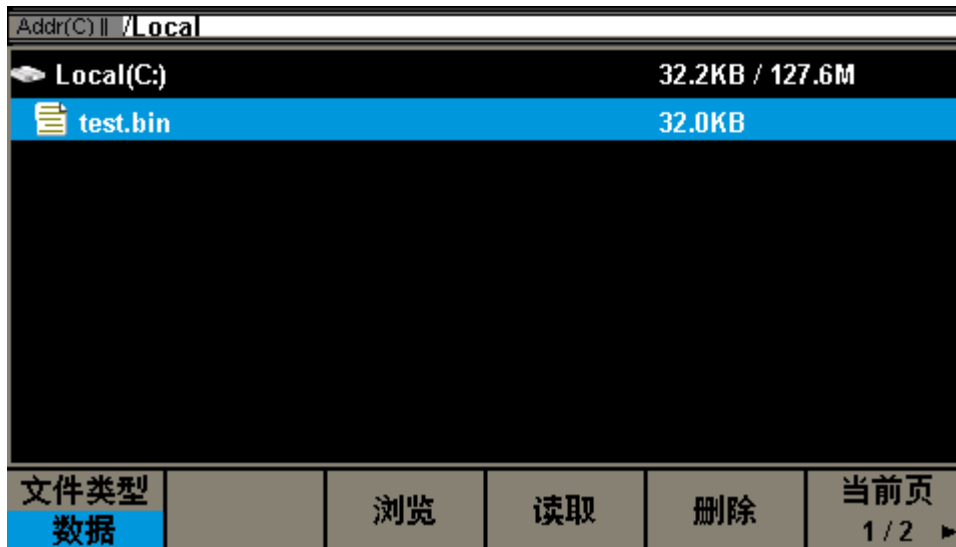 Addr(C) || /Local
Local(C:) 32.2KB / 127.6M
test.bin 32.0KB
文件类型 浏览 读取 删除 当前页
数据 1 / 2 ►